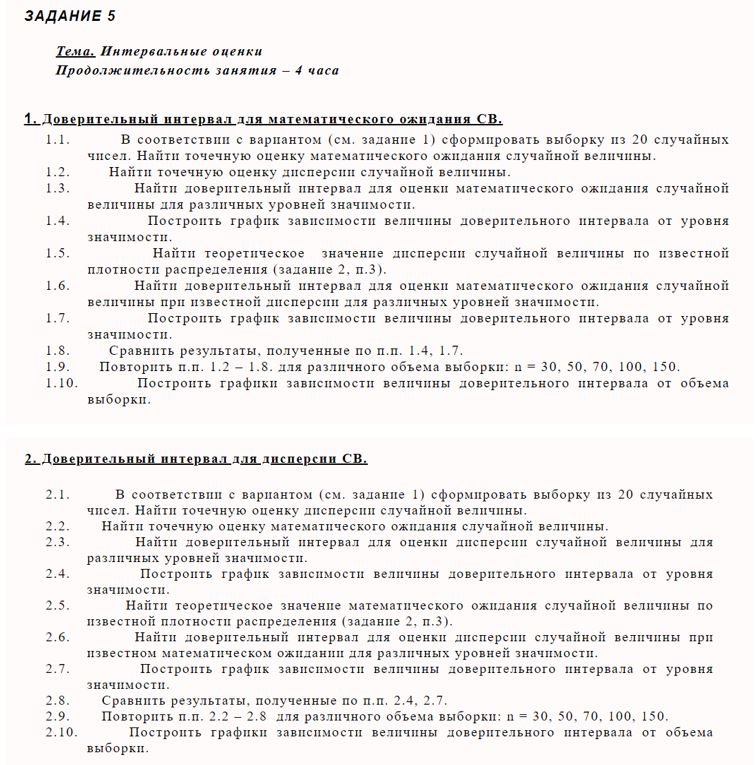 ЗАДАНИЕ 5
Тема. Интервальные оценки
Продолжительность занятия – 4 часа
1. Доверительный интервал для математического ожидания СВ.
1.1. В соответствии с вариантом (см. задание 1) сформировать выборку из 20 случайных
чисел. Найти точечную оценку математического ожидания случайной величины.
1.2. Найти точечную оценку дисперсии случайной величины.
1.3. Найти доверительный интервал для оценки математического ожидания случайной
величины для различных уровней значимости.
1.4. Построить график зависимости величины доверительного интервала от уровня
значимости.
1.5. Найти теоретическое значение дисперсии случайной величины по известной
плотности распределения (задание 2, п.3).
1.6. Найти доверительный интервал для оценки математического ожидания случайной
величины при известной дисперсии для различных уровней значимости.
1.7. Построить график зависимости величины доверительного интервала от уровня
значимости.
1.8. Сравнить результаты, полученные по п.п. 1.4, 1.7.
1.9. Повторить п.п. 1.2 – 1.8. для различного объема выборки: n = 30, 50, 70, 100, 150.
1.10. Построить графики зависимости величины доверительного интервала от объема
выборки.
2. Доверительный интервал для дисперсии СВ.
2.1. В соответствии с вариантом (см. задание 1) сформировать выборку из 20 случайных
чисел. Найти точечную оценку дисперсии случайной величины.
2.2. Найти точечную оценку математического ожидания случайной величины.
2.3. Найти доверительный интервал для оценки дисперсии случайной величины для
различных уровней значимости.
2.4. Построить график зависимости величины доверительного интервала от уровня
значимости.
2.5. Найти теоретическое значение математического ожидания случайной величины по
известной плотности распределения (задание 2, п.3).
2.6. Найти доверительный интервал для оценки дисперсии случайной величины при
известном математическом ожидании для различных уровней значимости.
2.7. Построить график зависимости величины доверительного интервала от уровня
значимости.
2.8. Сравнить результаты, полученные по п.п. 2.4, 2.7.
2.9. Повторить п.п. 2.2 – 2.8 для различного объема выборки: n = 30, 50, 70, 100, 150.
2.10. Построить графики зависимости величины доверительного интервала от объема
выборки.